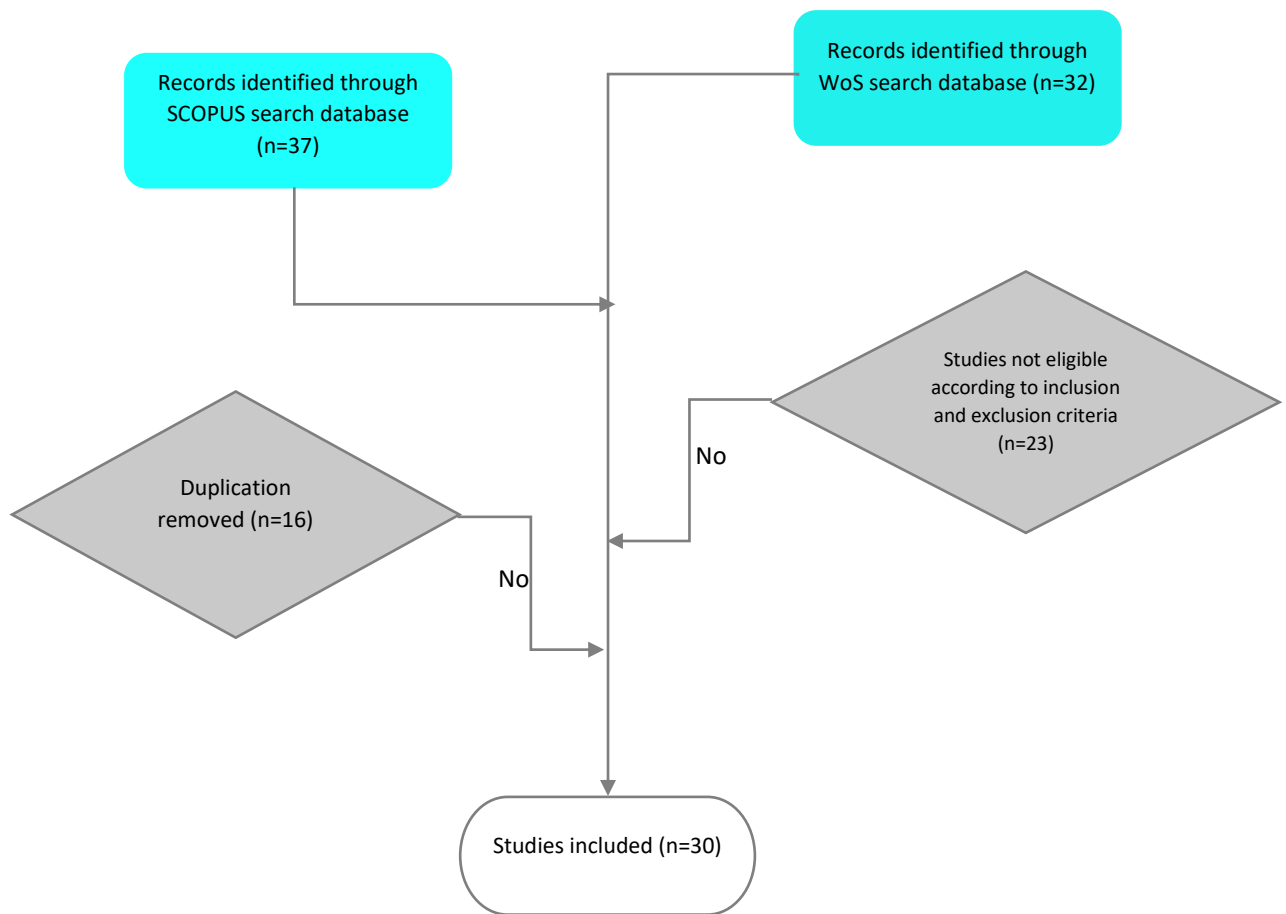 Records identified through
SCOPUS search database
(n=37)
Records identified through
WoS search database (n=32)
Studies not eligible
according to inclusion
and exclusion criteria
(n=23)
No
Duplication
removed (n=16)
No
Studies included (n=30)